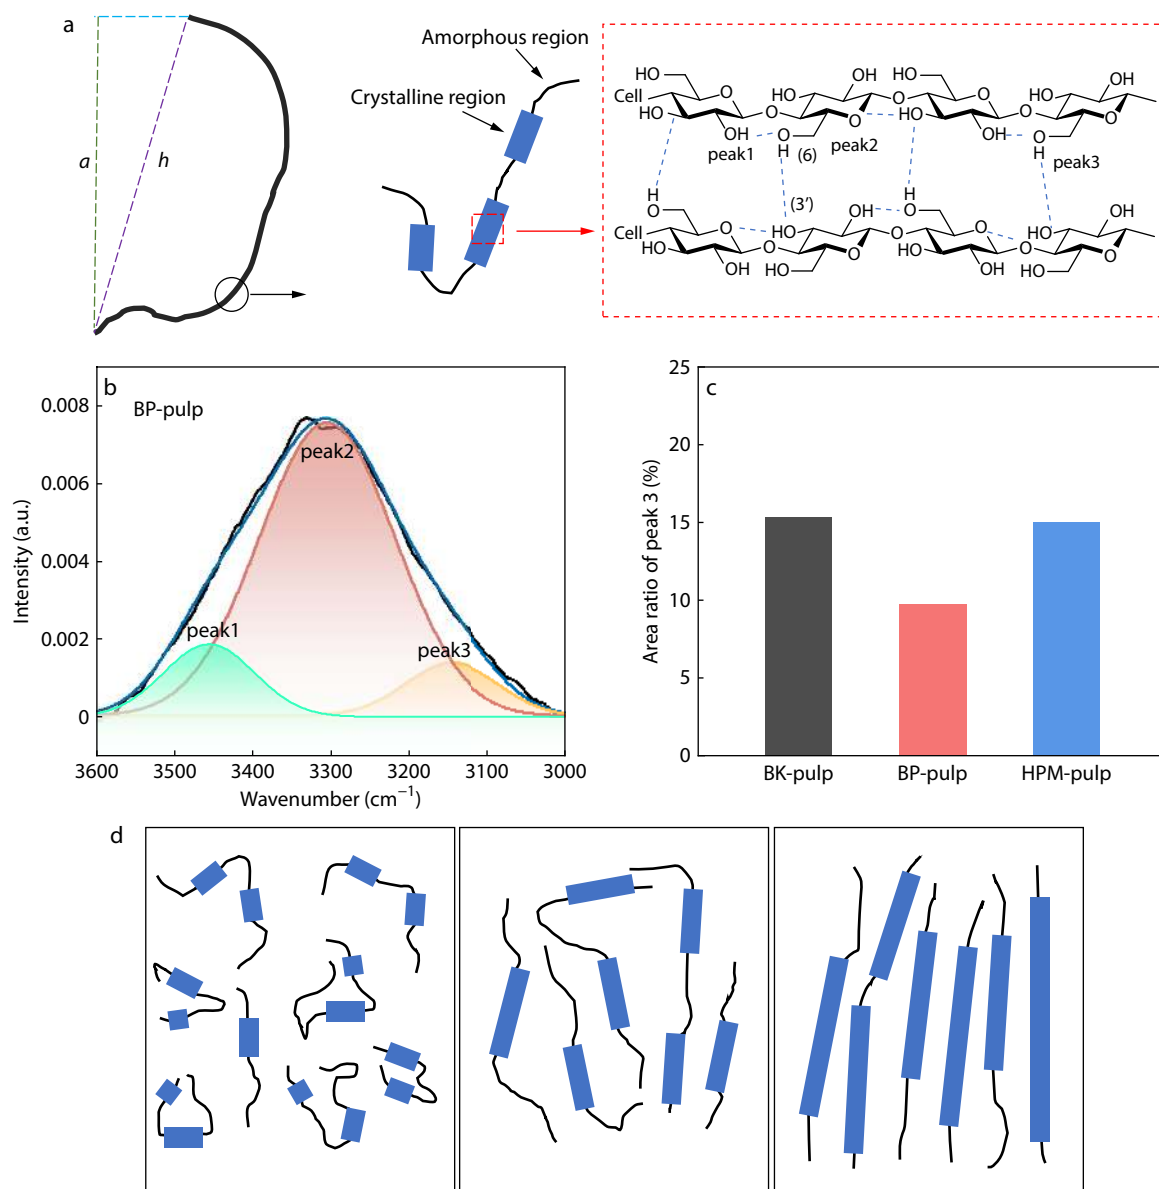 a
a
h
Amorphous region
Crystalline region
HO
HO
OH
HO
HO
Cell
O
O
O
O
O
HO
O
HO
O
HO
O
HO
OH
O
OH
O
peak1
H
(6)
peak2
H
peak3
H
(3')
H
O
OH
O
OH
Cell
O
O
HO
O
O
O
O
HO
O
HO
HO
OH
HO
OH
HO
HO
b
BP-pulp
peak2
peak1
peak3
0.008
0.006
0.004
0.002
0
Intensity (a.u.)
3600
3500
3400
3300
3200
3100
3000
Wavenumber (cm⁻¹)
c
25
20
15
10
5
0
Area ratio of peak 3 (%)
BK-pulp
BP-pulp
HPM-pulp
d